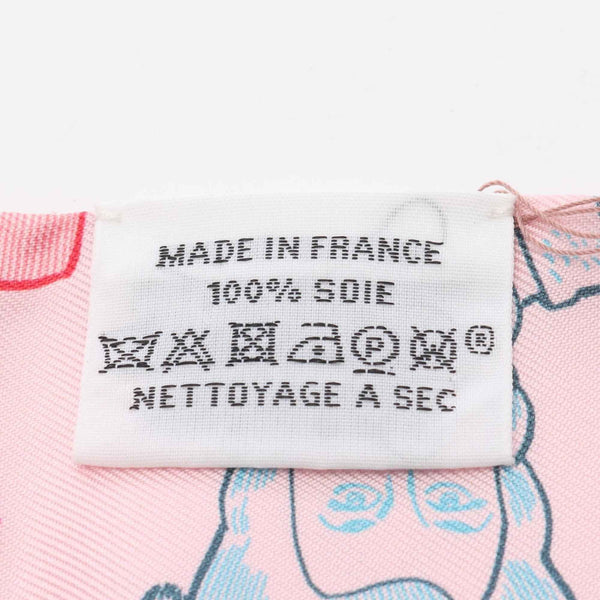 MADE IN FRANCE
100% SOIE
P W ®
NETTOYAGE A SEC